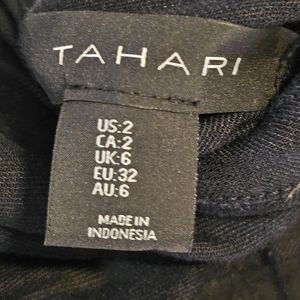 TAHARI
US:2
CA:2
UK:6
EU:32
AU:6
MADE IN
INDONESIA